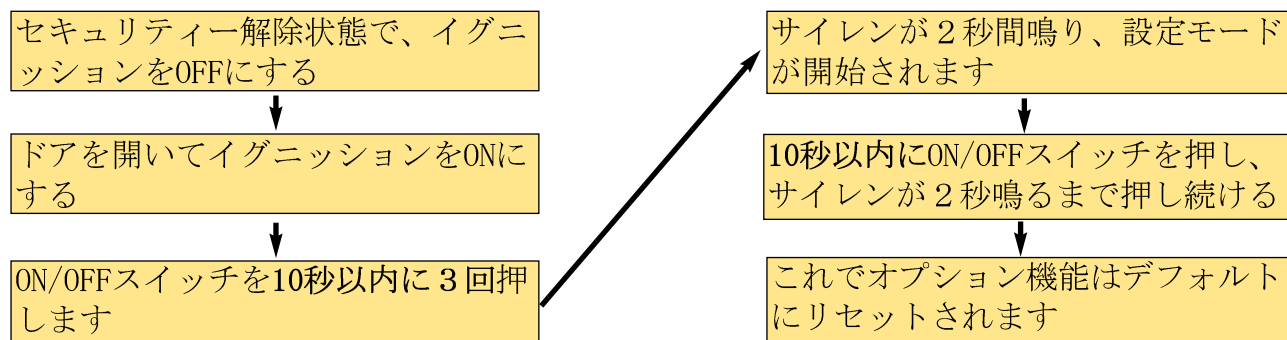 セキュリティー解除状態で、イグニ
ッションをOFFにする
ドアを開いてイグニッションをONに
する
ON/OFFスイッチを10秒以内に３回押
します
サイレンが２秒間鳴り、設定モード
が開始されます
10秒以内にON/OFFスイッチを押し、
サイレンが２秒鳴るまで押し続ける
これでオプション機能はデフォルト
にリセットされます